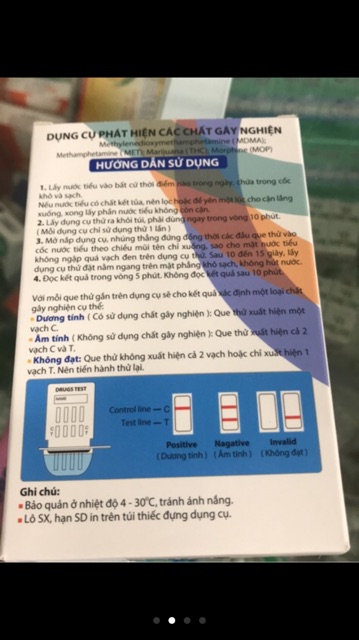 DỤNG CỤ PHÁT HIỆN CÁC CHẤT GÂY NGHIỆN
Methylenedioxymethamphetamine (MDMA);
Methamphetamine (MET); Marijuana (THC); Morphine (MOP)
HƯỚNG DẪN SỬ DỤNG
1. Lấy nước tiểu vào bất cứ thời điểm nào trong ngày, chứa trong cốc
khô và sạch.
Nếu nước tiểu có chất kết tủa, nên lọc hoặc để yên một lóc cho cặn lắng
xuống, xong lấy phần nước tiểu không còn cặn.
2. Lấy dụng cụ thử ra khỏi túi, phải dùng ngay trong vòng 10 phút.
( Mỗi dụng cụ chỉ sử dụng thử 1 lần )
3. Mở nắp dụng cụ, nhúng thẳng đứng đồng thời các đầu que thử vào
cốc nước tiểu theo chiều mũi tên chỉ xuống, sao cho mặt nước tiểu
không ngập quá vạch đen trên dụng cụ thử. Sau 10 đến 15 giây, lấy
dụng cụ thử đặt nằm ngang trên mặt phẳng khô sạch, không hút nước.
4. Đọc kết quả trong vòng 5 phút. Không đọc kết quả sau 10 phút.
Với mỗi que thử gắn trên dụng cụ sẽ cho kết quả xác định một loại chất
gây nghiện cụ thể:
Dương tính ( Có sử dụng chất gây nghiện ): Que thử xuất hiện một
vạch C.
Âm tính ( Không sử dụng chất gây nghiện ): Que thử xuất hiện cả 2
vạch C và T.
Không đạt: Que thử không xuất hiện cả 2 vạch hoặc chỉ xuất hiện 1
vạch T. Nên tiến hành thử lại.
DRUGS TEST
NAME
C
T
C
T
Control line — C
Test line — T
Positive
( Dương tính )
Nagative
( Âm tính )
Invalid
( Không đạt )
Ghi chú:
Bảo quản ở nhiệt độ 4 - 30°C, tránh ánh nắng.
Lô SX, hạn SD in trên túi thiếc đựng dụng cụ.